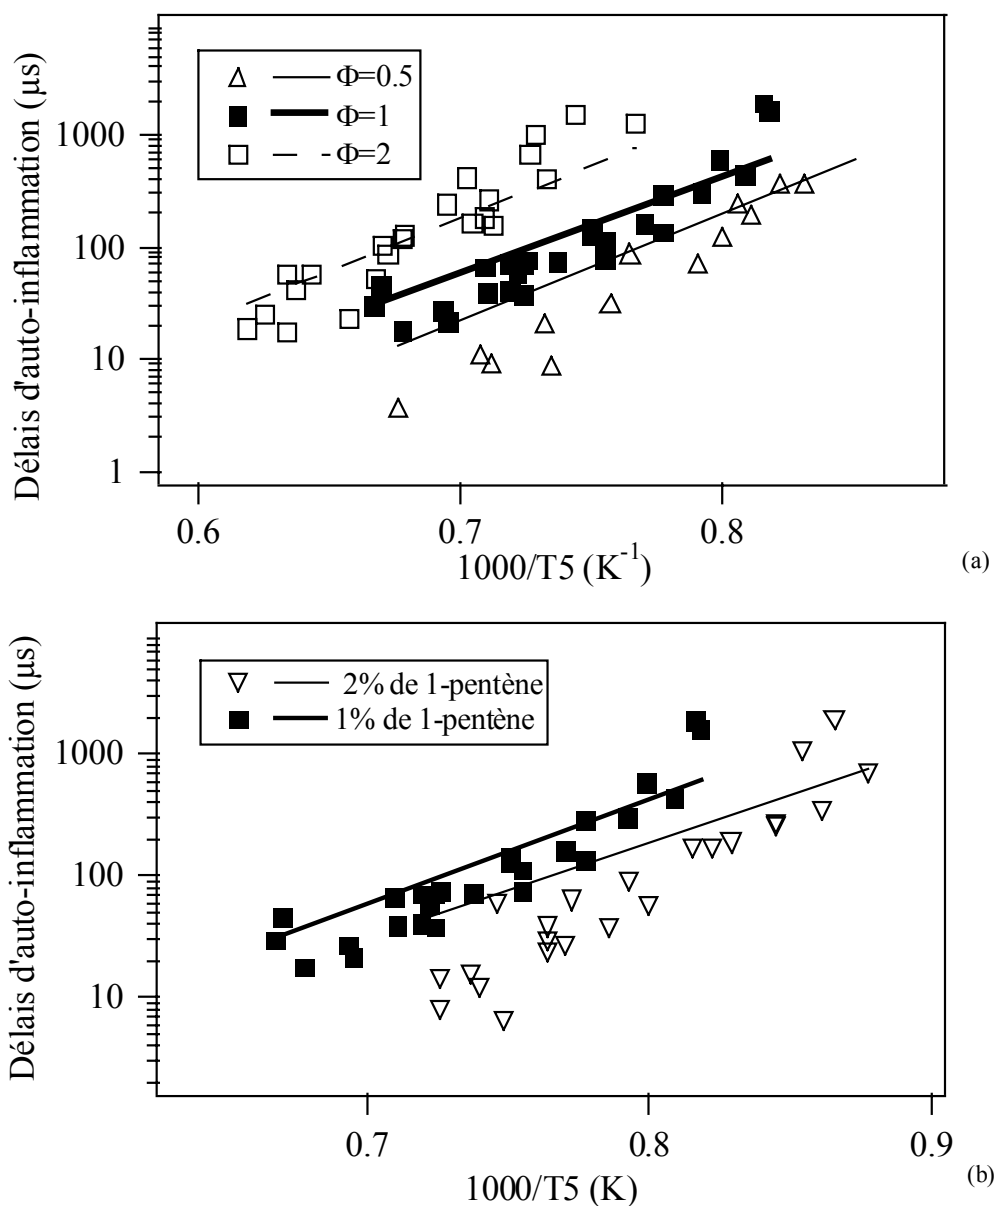 Délais d'auto-inflammation (µs)
1000
100
10
1
Φ=0.5
Φ=1
Φ=2
0.6
0.7
0.8
1000/T5 (K⁻¹)
(a)
Délais d'auto-inflammation (µs)
1000
100
10
2% de 1-pentène
1% de 1-pentène
0.7
0.8
0.9
1000/T5 (K)
(b)